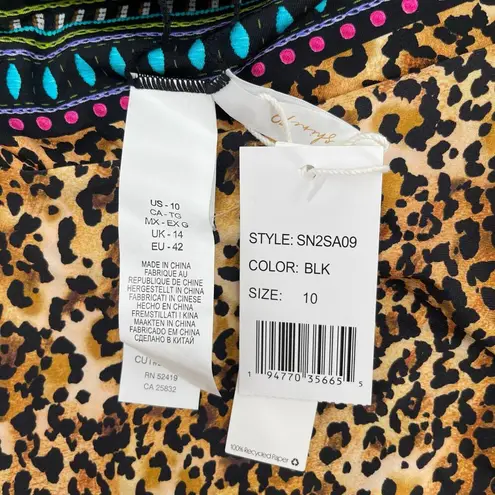 US - 10
CA - TG
MX - EX G
UK - 14
EU - 42
MADE IN CHINA
FABRIQUE AU
REPUBLIQUE DE CHINE
HERGESTELLT IN CHINA
FABBRICATI IN CINESE
HECHO EN CHINA
FREMSTILLATI I KINA
MAAKTEN IN CHINA
FABRICADO EM CHINA
СДЕЛАНО В КИТАЙ
RN 52419
CA 25832
STYLE: SN2SA09
COLOR: BLK
SIZE: 10
1 94770 35665 5
100% Recycled Paper